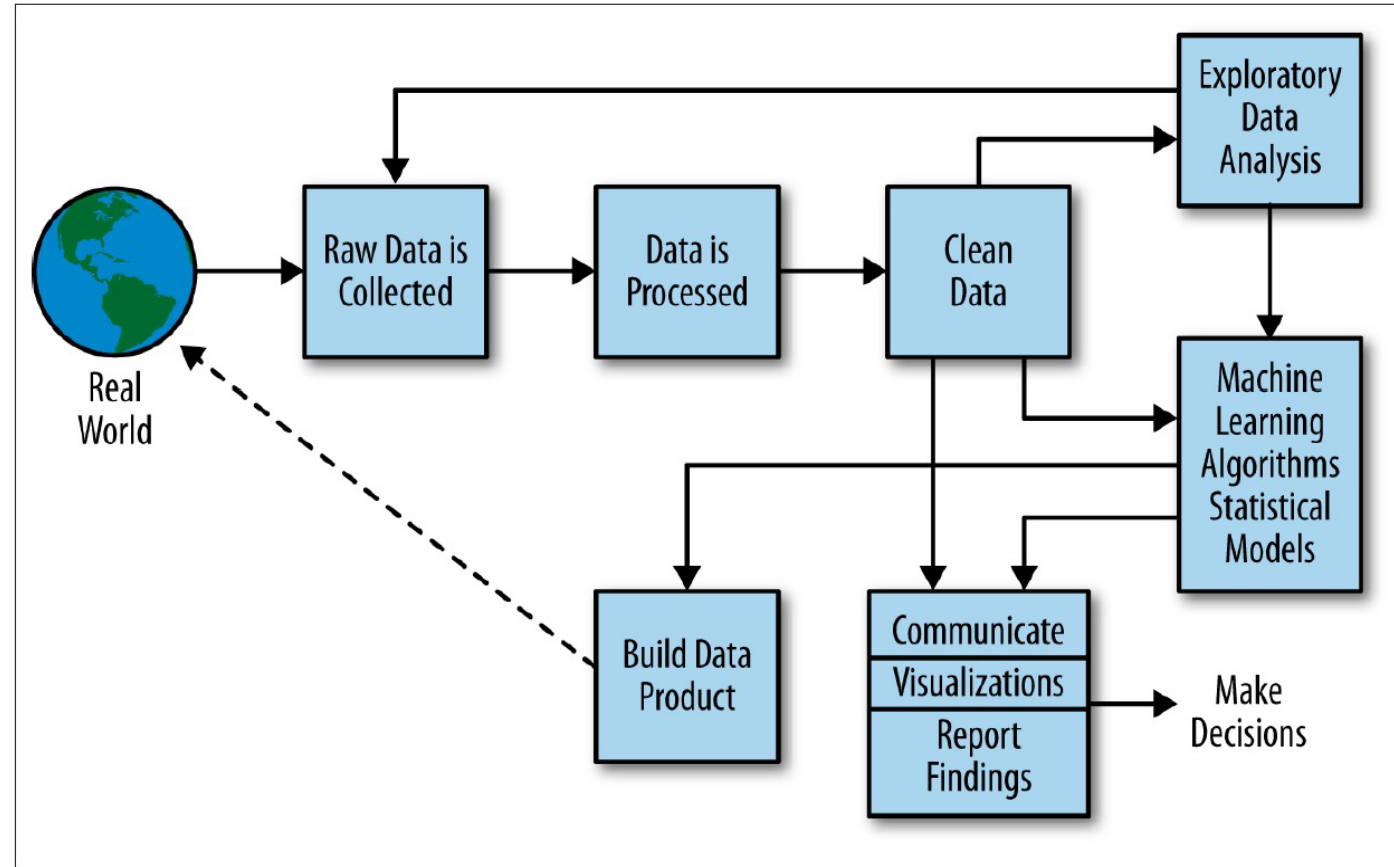 Exploratory
Data
Analysis
Raw Data is
Collected
Data is
Processed
Clean
Data
Real
World
Machine
Learning
Algorithms
Statistical
Models
Build Data
Product
Communicate
Visualizations
Report
Findings
Make
Decisions